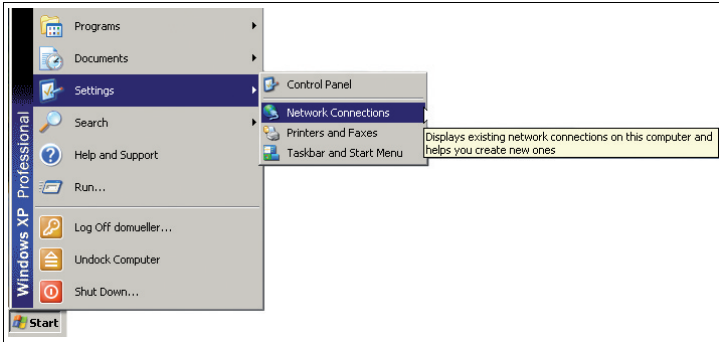 Programs
Documents
Settings
Search
Help and Support
Run...
Log Off domueller...
Undock Computer
Shut Down...
Windows XP Professional
Start
Control Panel
Network Connections
Printers and Faxes
Taskbar and Start Menu
Displays existing network connections on this computer and
helps you create new ones